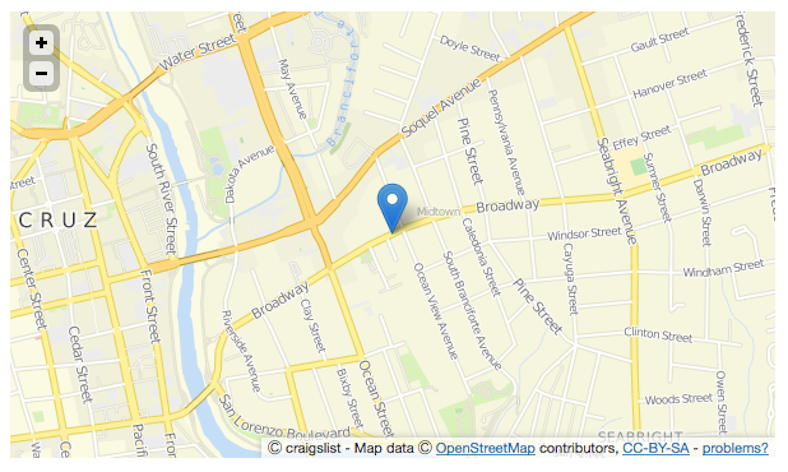 +
−
Water Street
May Avenue
Branciforte
Doyle Street
Gault Street
Frederick Street
Hanover Street
Soquel Avenue
Pennsylvania Avenue
Pine Street
Effey Street
Seabright Avenue
Sumner Street
Darwin Street
Broadway
Dakota Avenue
South River Street
Street
CRUZ
Midtown
Broadway
Windsor Street
Caledonia Street
Cayuga Street
Windham Street
Center Street
Front Street
Broadway
Clay Street
Ocean View Avenue
South Branciforte Avenue
Pine Street
Clinton Street
Riverside Avenue
Cedar Street
Bixby Street
Ocean Street
Owen Street
Woods Street
San Lorenzo Boulevard
SEABRIGHT
© craigslist - Map data © OpenStreetMap contributors, CC-BY-SA - problems?